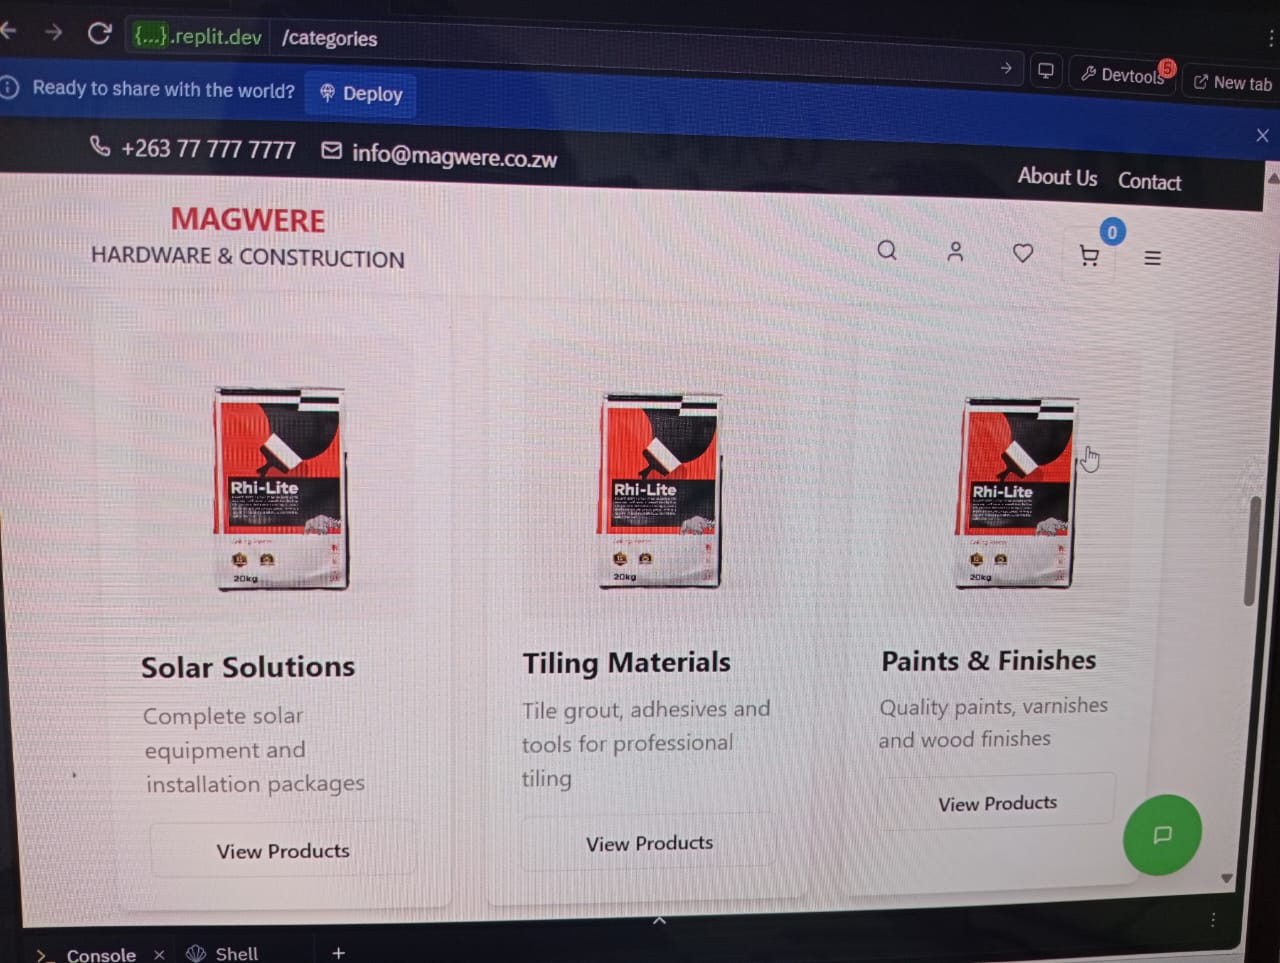 {...}.replit.dev /categories
Devtools 5
New tab
Ready to share with the world? Deploy
+263 77 777 7777 info@magwere.co.zw
About Us Contact
MAGWERE
HARDWARE & CONSTRUCTION
0
Rhi-Lite
20kg
Rhi-Lite
20kg
Rhi-Lite
20kg
Solar Solutions
Complete solar
equipment and
installation packages
View Products
Tiling Materials
Tile grout, adhesives and
tools for professional
tiling
View Products
Paints & Finishes
Quality paints, varnishes
and wood finishes
View Products
Console Shell